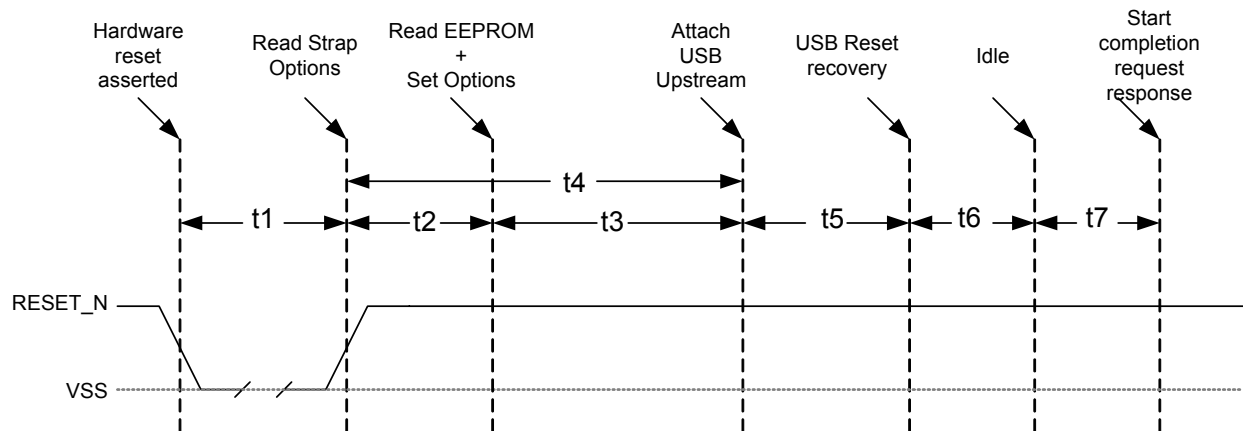 Hardware
reset
asserted
Read Strap
Options
Read EEPROM
+
Set Options
Attach
USB
Upstream
USB Reset
recovery
Idle
Start
completion
request
response
t4
t1
t2
t3
t5
t6
t7
RESET_N
VSS